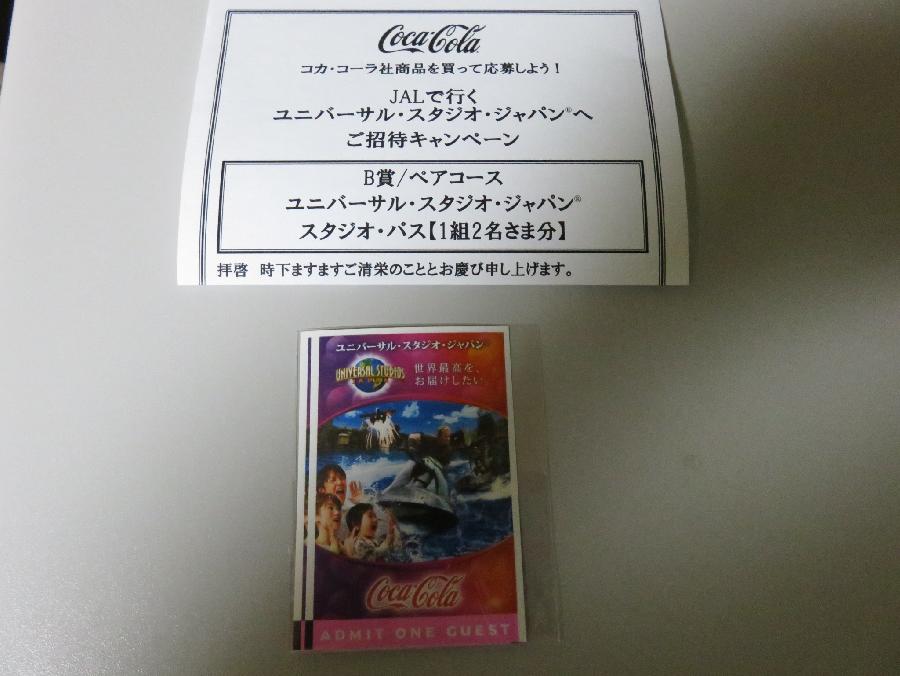 Coca-Cola
コカ・コーラ社商品を買って応募しよう！
JALで行く
ユニバーサル・スタジオ・ジャパン®へ
ご招待キャンペーン
B賞/ペアコース
ユニバーサル・スタジオ・ジャパン®
スタジオ・パス【1組2名さま分】
拝啓 時下ますますご清栄のこととお慶び申し上げます。
ユニバーサル・スタジオ・ジャパン
UNIVERSAL STUDIOS
JAPAN
世界最高を、
お届けしたい。
Coca-Cola
ADMIT ONE GUEST